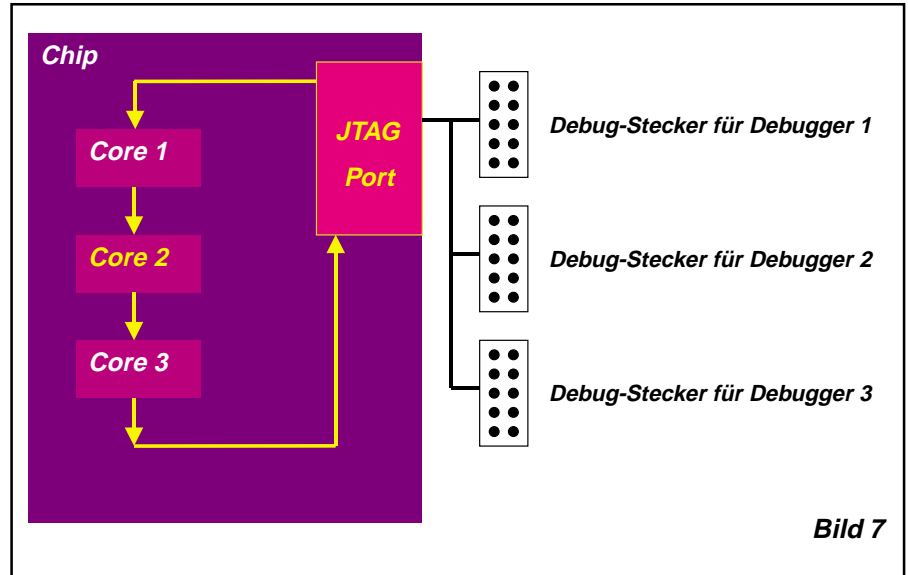 Chip
Core 1
Core 2
Core 3
JTAG
Port
Debug-Stecker für Debugger 1
Debug-Stecker für Debugger 2
Debug-Stecker für Debugger 3
Bild 7